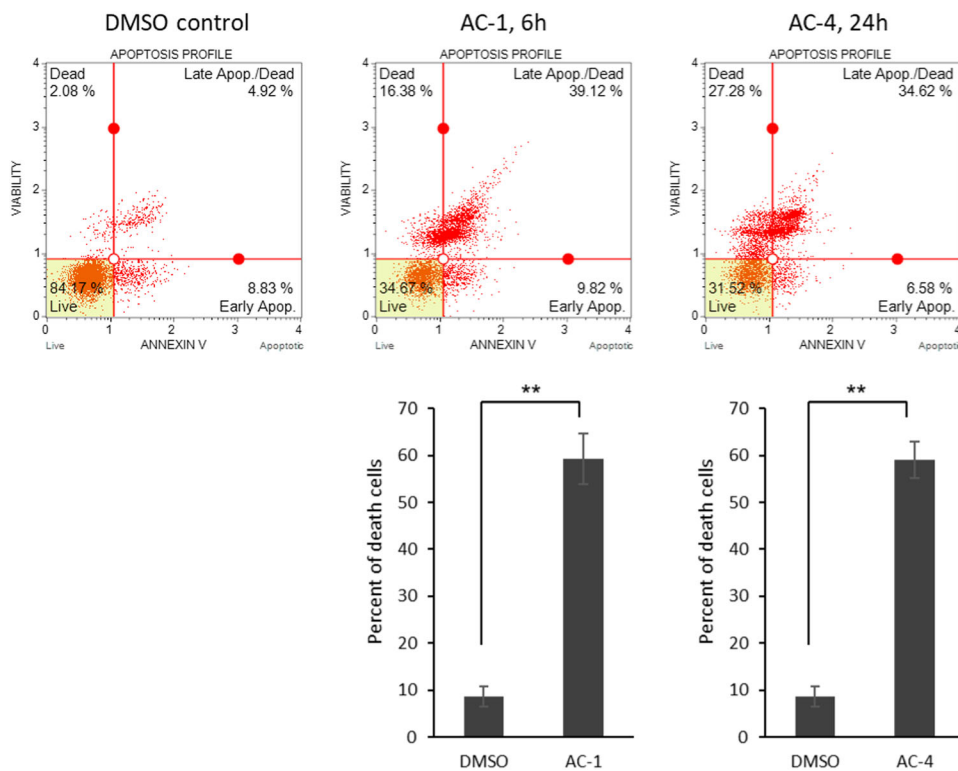 DMSO control
APOPTOSIS PROFILE
Dead
2.08 %
Late Apop./Dead
4.92 %
4
3
2
1
0
VIABILITY
84.17 %
Live
8.83 %
Early Apop.
0 1 2 3 4
Live ANNEXIN V Apoptotic
AC-1, 6h
APOPTOSIS PROFILE
Dead
16.38 %
Late Apop./Dead
39.12 %
4
3
2
1
0
VIABILITY
34.67 %
Live
9.82 %
Early Apop.
0 1 2 3 4
Live ANNEXIN V Apoptotic
AC-4, 24h
APOPTOSIS PROFILE
Dead
27.28 %
Late Apop./Dead
34.62 %
4
3
2
1
0
VIABILITY
31.52 %
Live
6.58 %
Early Apop.
0 1 2 3 4
Live ANNEXIN V Apoptotic
**
70
60
50
40
30
20
10
0
Percent of death cells
DMSO AC-1
**
70
60
50
40
30
20
10
0
Percent of death cells
DMSO AC-4